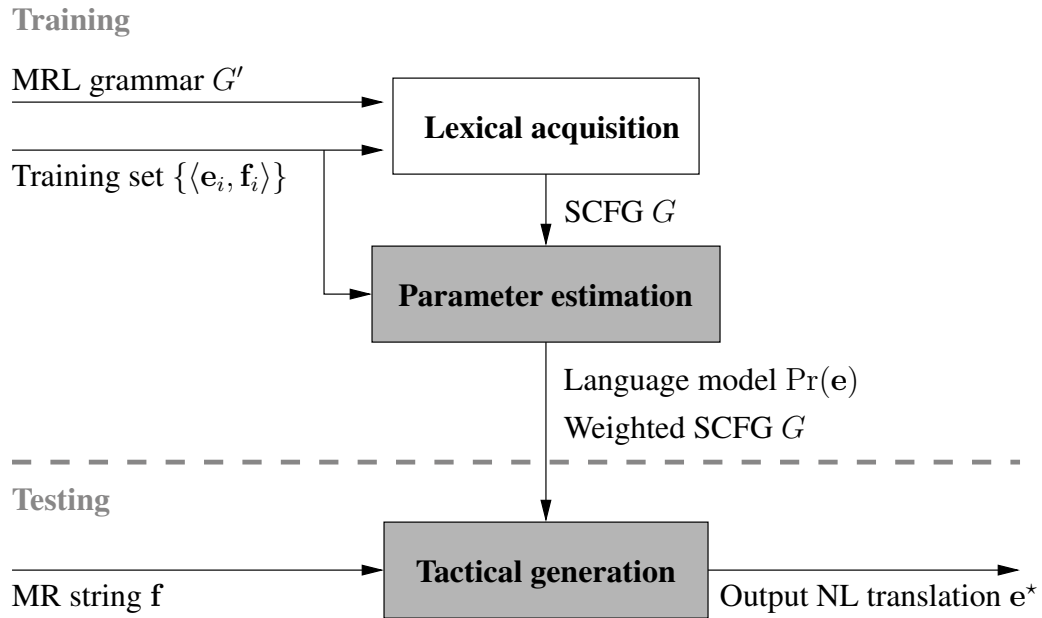 Training
MRL grammar G′
Lexical acquisition
Training set {⟨e_i, f_i⟩}
SCFG G
Parameter estimation
Language model Pr(e)
Weighted SCFG G
Testing
Tactical generation
MR string f
Output NL translation e⋆